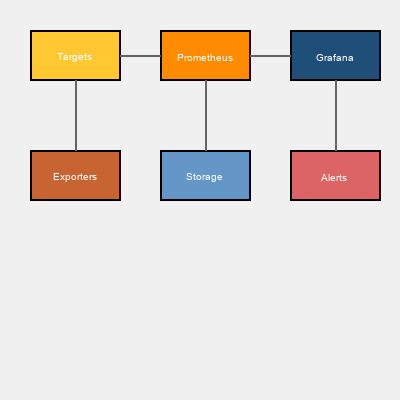 Targets
Prometheus
Grafana
Exporters
Storage
Alerts